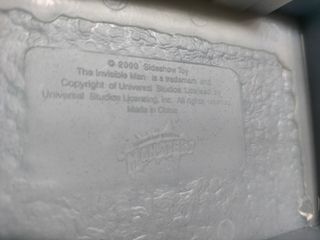 © 2000 Sideshow Toy
The Invisible Man is a trademark and
Copyright of Universal Studios. Licensed by
Universal Studios Licensing, Inc. All rights reserved.
Made in China
MONSTERS